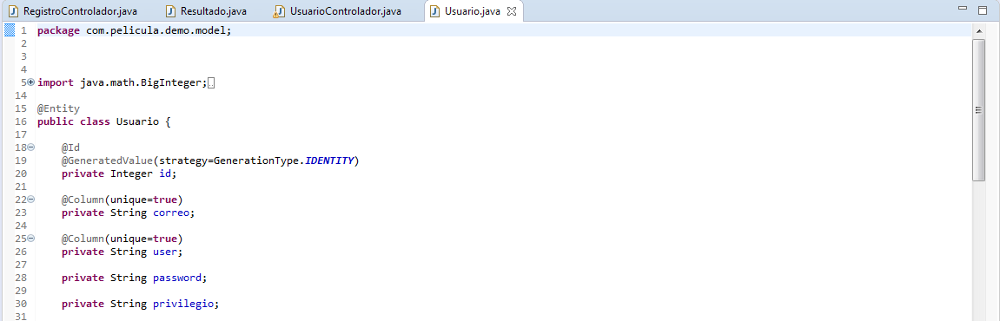 RegistroControlador.java Resultado.java UsuarioControlador.java Usuario.java
1 package com.pelicula.demo.model;
2
3
4
5 import java.math.BigInteger;
14
15 @Entity
16 public class Usuario {
17
18 @Id
19 @GeneratedValue(strategy=GenerationType.IDENTITY)
20 private Integer id;
21
22 @Column(unique=true)
23 private String correo;
24
25 @Column(unique=true)
26 private String user;
27
28 private String password;
29
30 private String privilegio;
31